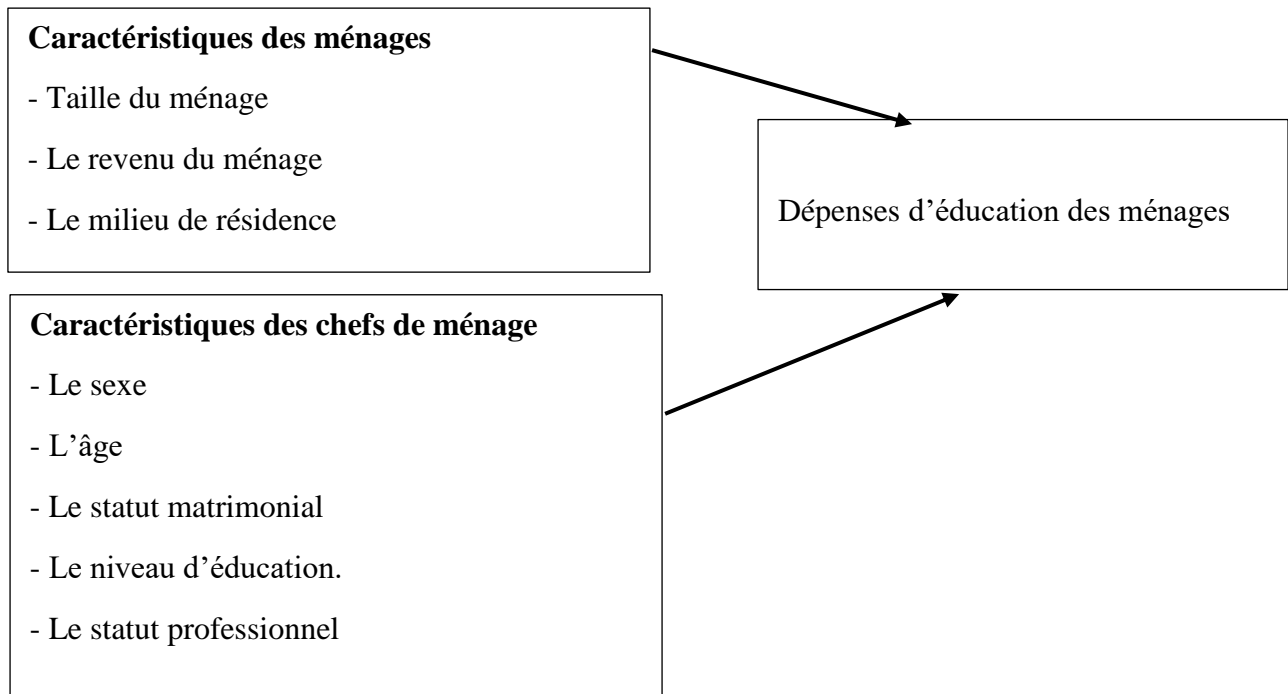 Caractéristiques des ménages
- Taille du ménage
- Le revenu du ménage
- Le milieu de résidence
Dépenses d’éducation des ménages
Caractéristiques des chefs de ménage
- Le sexe
- L’âge
- Le statut matrimonial
- Le niveau d’éducation.
- Le statut professionnel